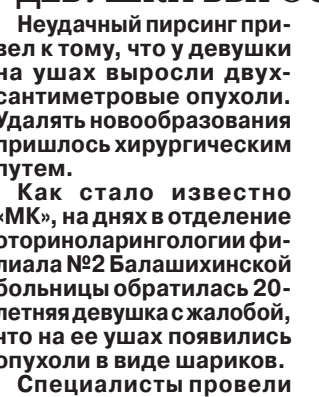 Неудачный пирсинг при-
вел к тому, что у девушки
на ушах выросли двух-
сантиметровые опухоли.
Удалять новообразования
пришлось хирургическим
путем.
Как стало известно
«МК», на днях в отделение
оториноларингологии фи-
лиала №2 Балашихинской
больницы обратилась 20-
летняя девушка с жалобой,
что на ее ушах появились
опухоли в виде шариков.
Специалисты провели